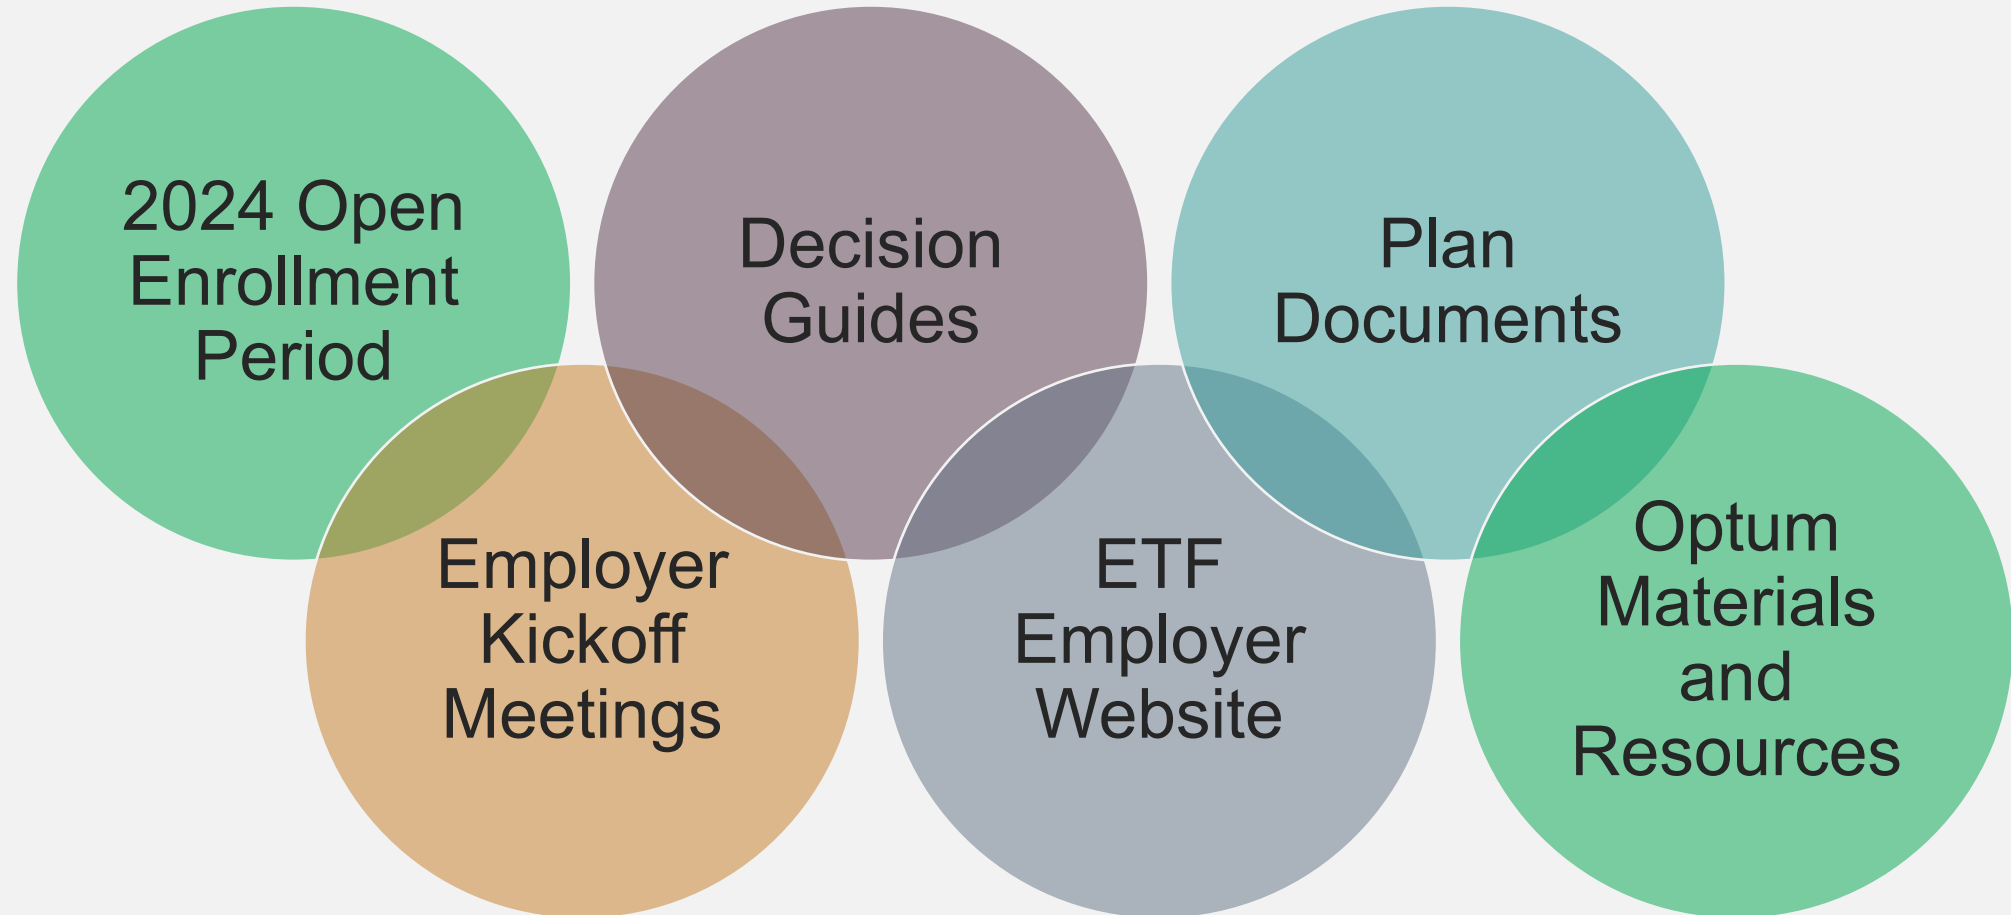 2024 Open
Enrollment
Period
Employer
Kickoff
Meetings
Decision
Guides
ETF
Employer
Website
Plan
Documents
Optum
Materials
and
Resources